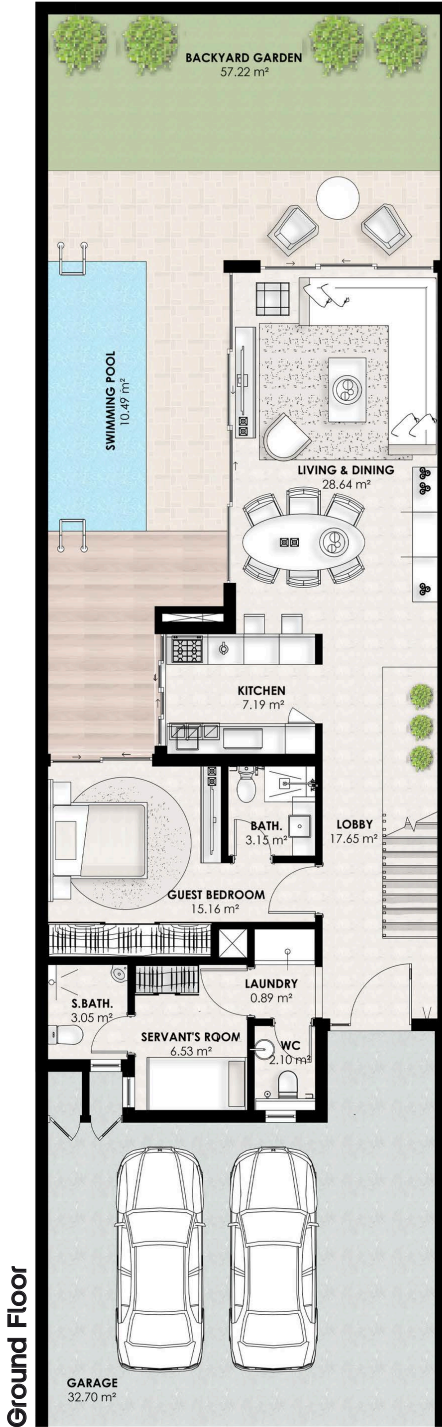 BACKYARD GARDEN
57.22 m²
SWIMMING POOL
10.49 m²
LIVING & DINING
28.64 m²
KITCHEN
7.19 m²
BATH.
3.15 m²
LOBBY
17.65 m²
GUEST BEDROOM
15.16 m²
LAUNDRY
0.89 m²
S.BATH.
3.05 m²
SERVANT'S ROOM
6.53 m²
WC
2.10 m²
GARAGE
32.70 m²
Ground Floor